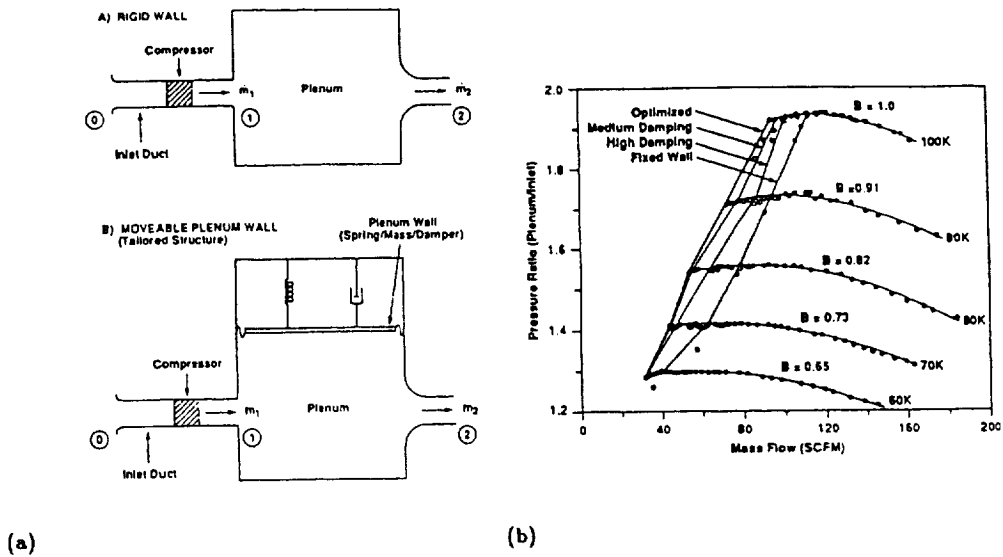 A) RIGID WALL
Compressor
ṁ1
Plenum
ṁ2
0
1
2
Inlet Duct
B) MOVEABLE PLENUM WALL
(Tailored Structure)
Plenum Wall
(Spring/Mass/Damper)
Compressor
ṁ1
Plenum
ṁ2
0
1
2
Inlet Duct
(a)
Pressure Ratio (Plenum/Inlet)
2.0
1.8
1.6
1.4
1.2
Optimized
Medium Damping
High Damping
Fixed Wall
B = 1.0
100K
B = 0.91
B = 0.82
80K
B = 0.73
70K
B = 0.65
60K
0
40
80
120
160
200
Mass Flow (SCFM)
(b)